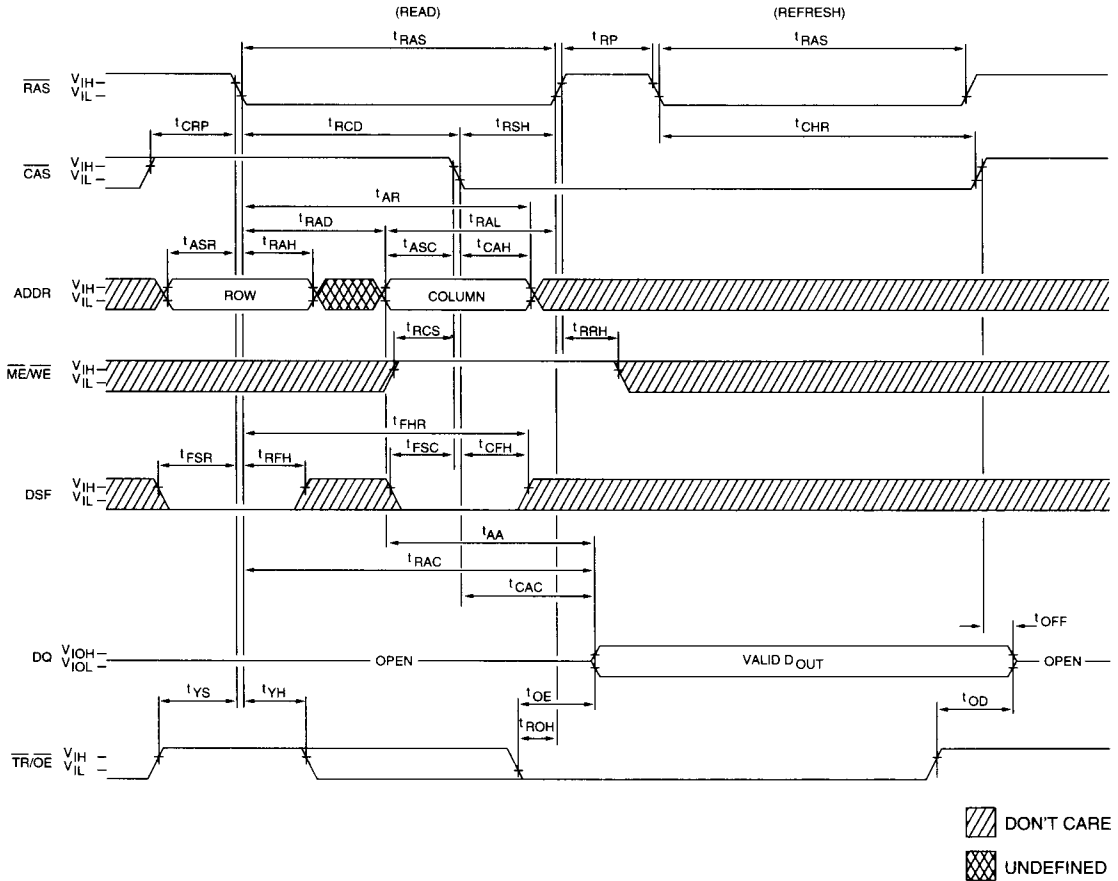 (READ) (REFRESH)
tRAS tRP tRAS
RAS VIH VIL
tCRP tRCD tRSH tCHR
CAS VIH VIL
tAR
tRAD tRAL
tASR tRAH tASC tCAH
ADDR VIH VIL ROW COLUMN
tRCS tRRH
ME/WE VIH VIL
tFHR
tFSR tRFH tFSC tCFH
DSF VIH VIL
tAA
tRAC
tCAC
tOFF
DQ VIOH VIOL OPEN VALID DOUT OPEN
tYS tYH tOE tOD
tROH
TR/OE VIH VIL
DON'T CARE
UNDEFINED